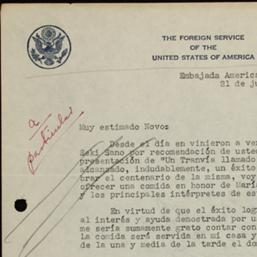 THE FOREIGN SERVICE
OF THE
UNITED STATES OF AMERICA
Embajada America
21 de ju
a
particular
Muy estimado Novo:
Desde el día en vinieron a ve
Seki Sano por recomendación de uste
presentación de "Un Tranvía llamado
alcanzado, indudablemente, un éxito
brar el centenario de la misma, voy
ofrecer una comida en honor de Marí
y los principales intérpretes de es
En virtud de que el éxito log
al interés y ayuda demostrada por u
me sería sumamente grato contar con
la comida será servida en mi casa y
de la una y media de la tarde el do